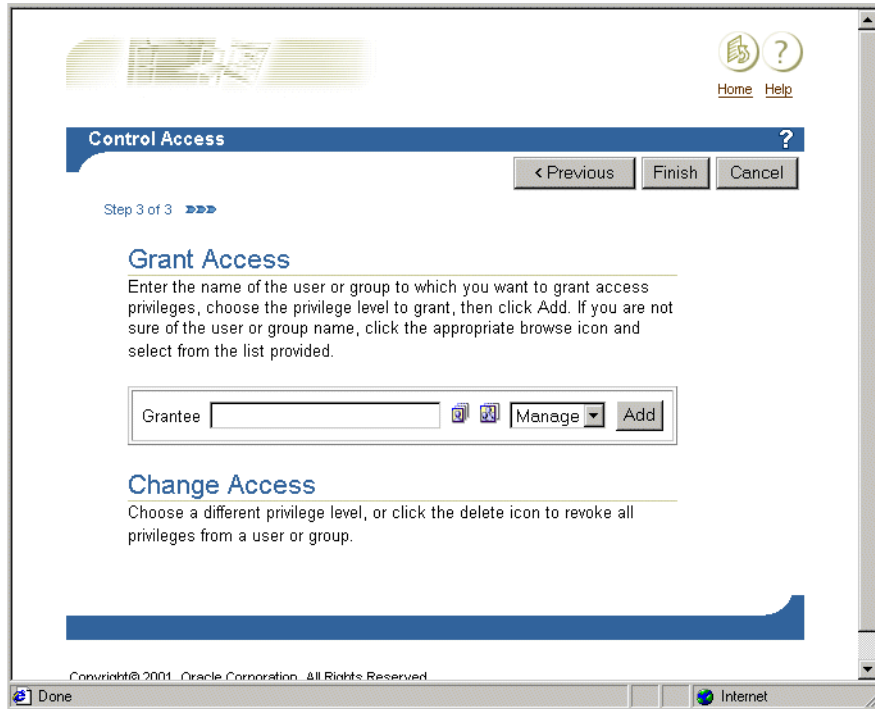 ?
Home Help
Control Access ?
< Previous Finish Cancel
Step 3 of 3
Grant Access
Enter the name of the user or group to which you want to grant access
privileges, choose the privilege level to grant, then click Add. If you are not
sure of the user or group name, click the appropriate browse icon and
select from the list provided.
Grantee Manage Add
Change Access
Choose a different privilege level, or click the delete icon to revoke all
privileges from a user or group.
Copyright© 2001, Oracle Corporation. All Rights Reserved
Done Internet